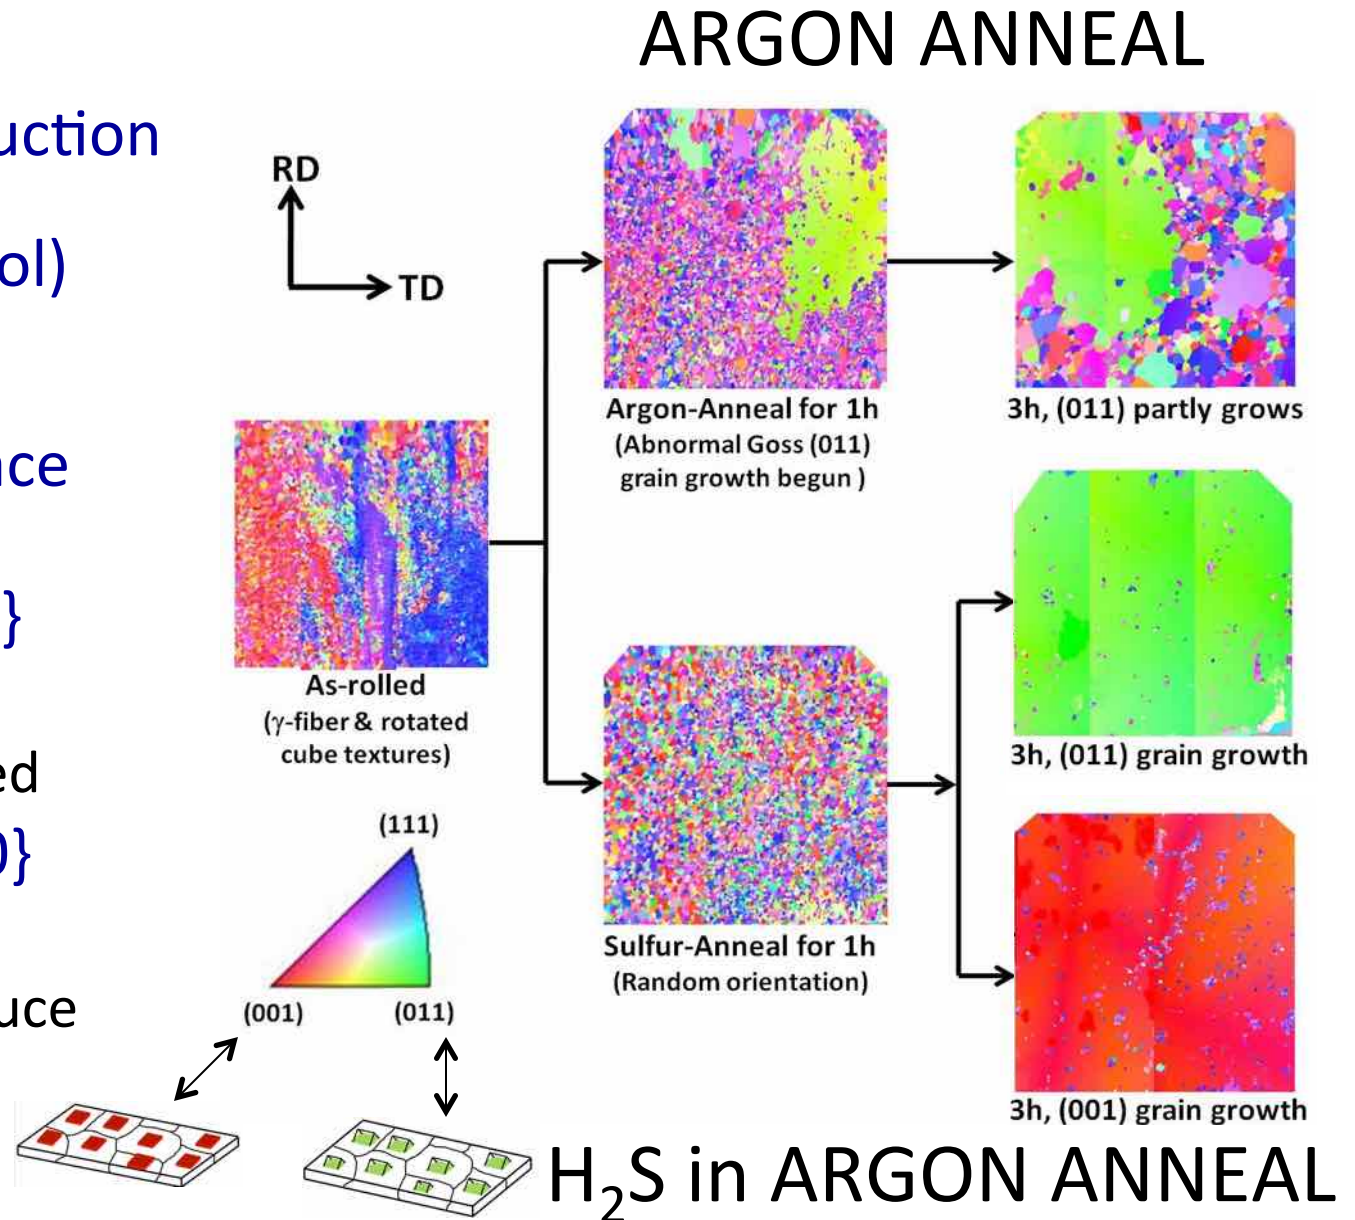 ARGON ANNEAL
uction
ol)
nce
}
ed
0}
uce
RD
TD
Argon-Anneal for 1h
(Abnormal Goss (011)
grain growth begun )
3h, (011) partly grows
As-rolled
(γ-fiber & rotated
cube textures)
3h, (011) grain growth
Sulfur-Anneal for 1h
(Random orientation)
(111)
(001)
(011)
3h, (001) grain growth
H₂S in ARGON ANNEAL